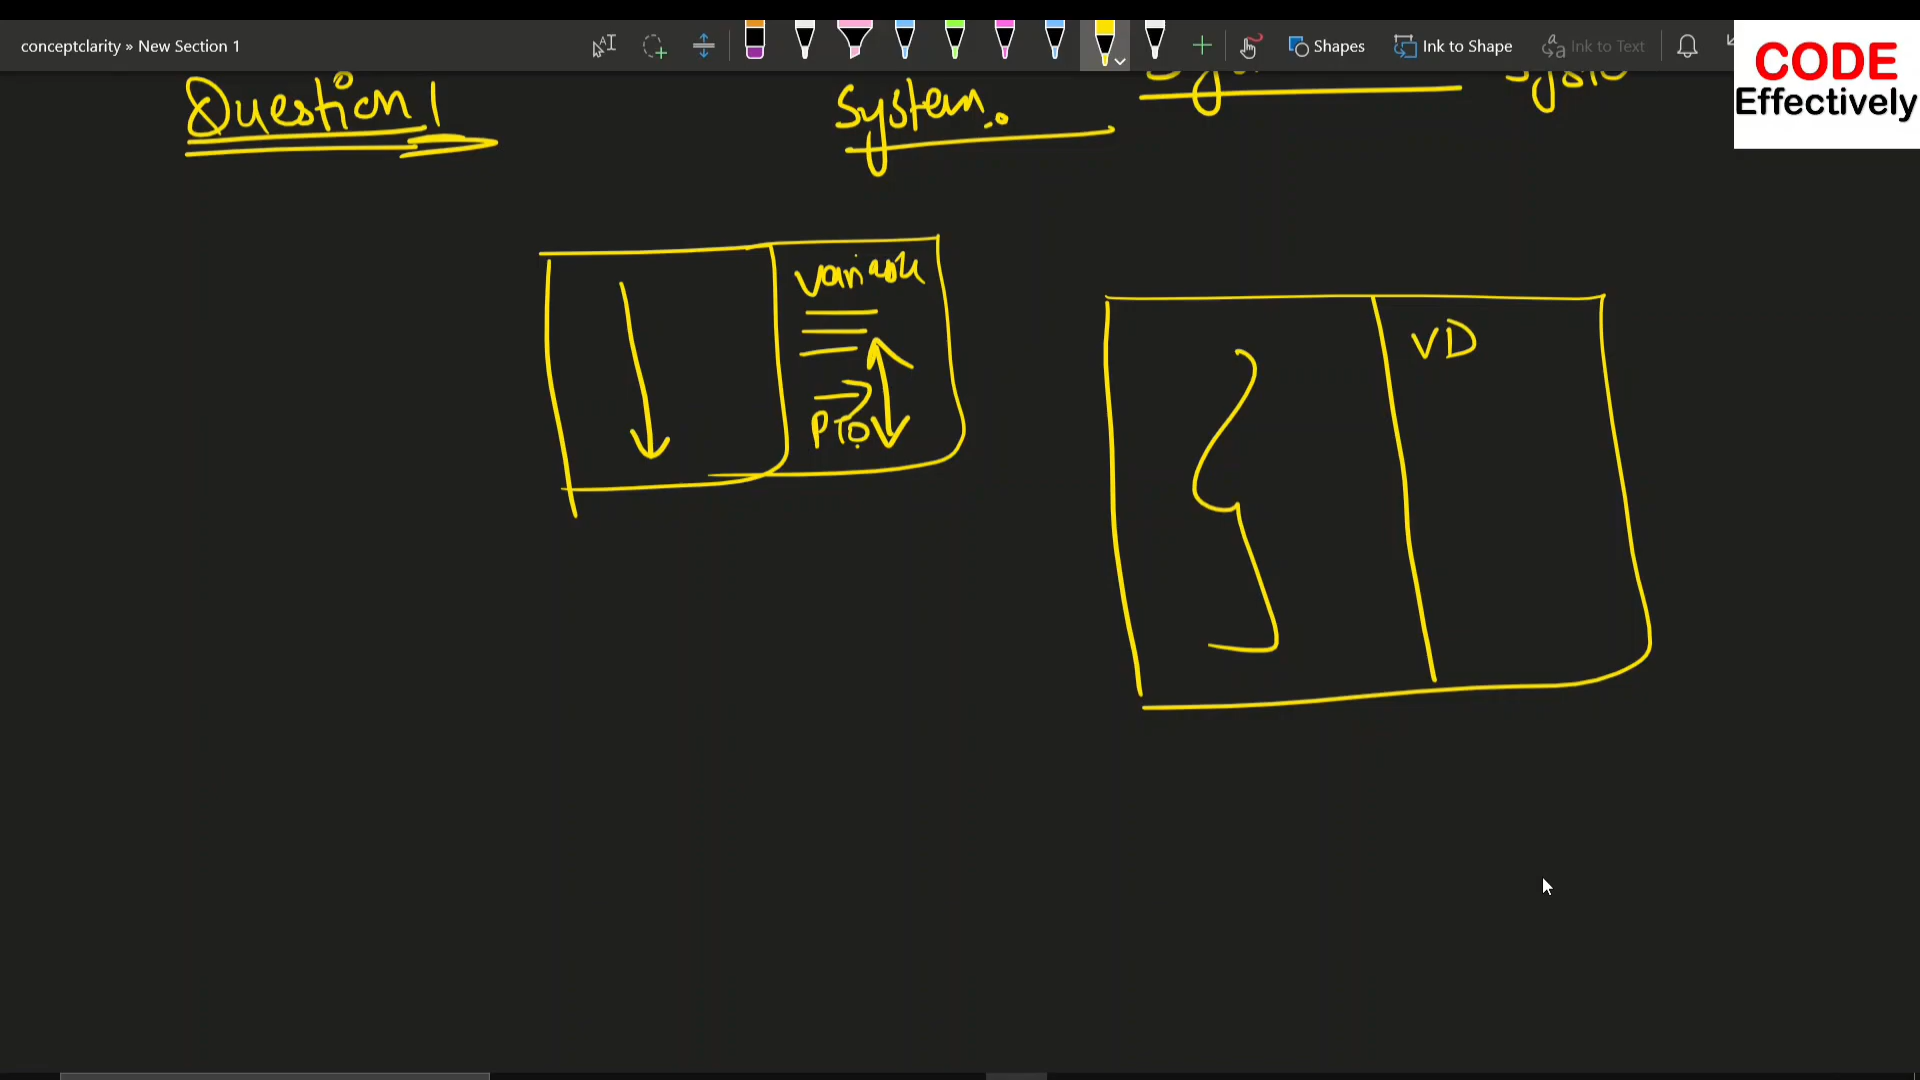 conceptclarity » New Section 1
Shapes
Ink to Shape
Ink to Text
CODE
Effectively
Question 1
System.
Variable
PTO
VD